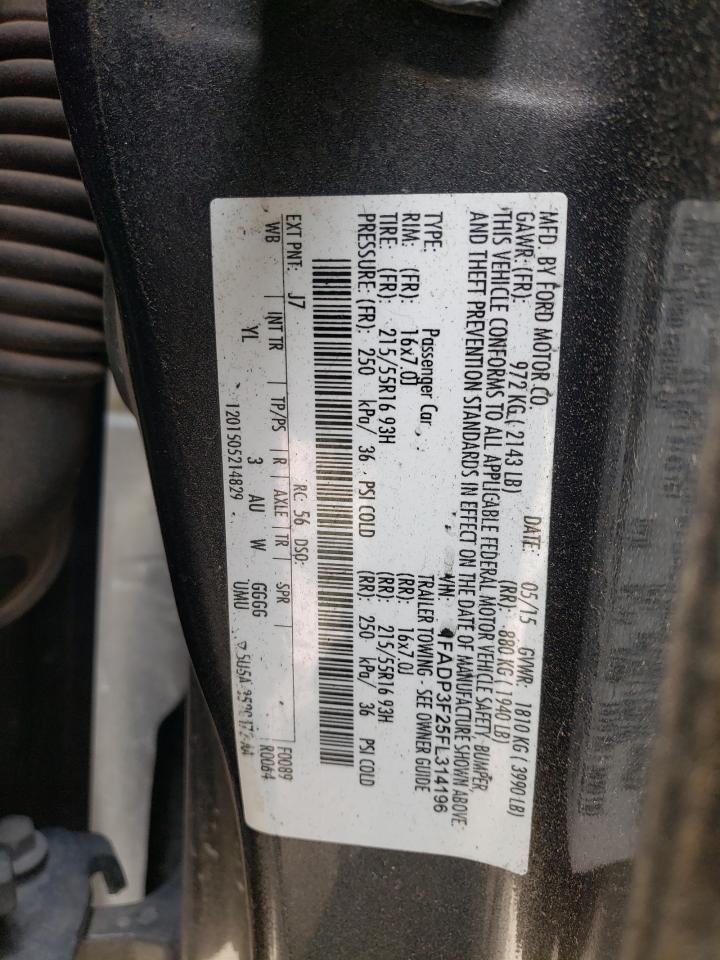 MFD. BY FORD MOTOR CO. DATE: 05/15 GVWR: 1810 KG ( 3990 LB)
GAWR: (FR): 972 KG ( 2143 LB) (RR): 880 KG ( 1940 LB)
THIS VEHICLE CONFORMS TO ALL APPLICABLE FEDERAL MOTOR VEHICLE SAFETY, BUMPER,
AND THEFT PREVENTION STANDARDS IN EFFECT ON THE DATE OF MANUFACTURE SHOWN ABOVE
VIN: 1FADP3F25FL314196
TYPE: Passenger Car TRAILER TOWING - SEE OWNER GUIDE
RIM: (FR): 16x7.0J (RR): 16x7.0J
TIRE: (FR): 215/55R16 93H (RR): 215/55R16 93H
PRESSURE: (FR): 250 kPa/ 36 PSI COLD (RR): 250 kPa/ 36 PSI COLD
EXT PNT: J7 RC: 56 DSO: F0089
R0064
WB INT TR TP/PS R AXLE TR SPR
YL 3 AU W GGGG
1201505214829 UMU